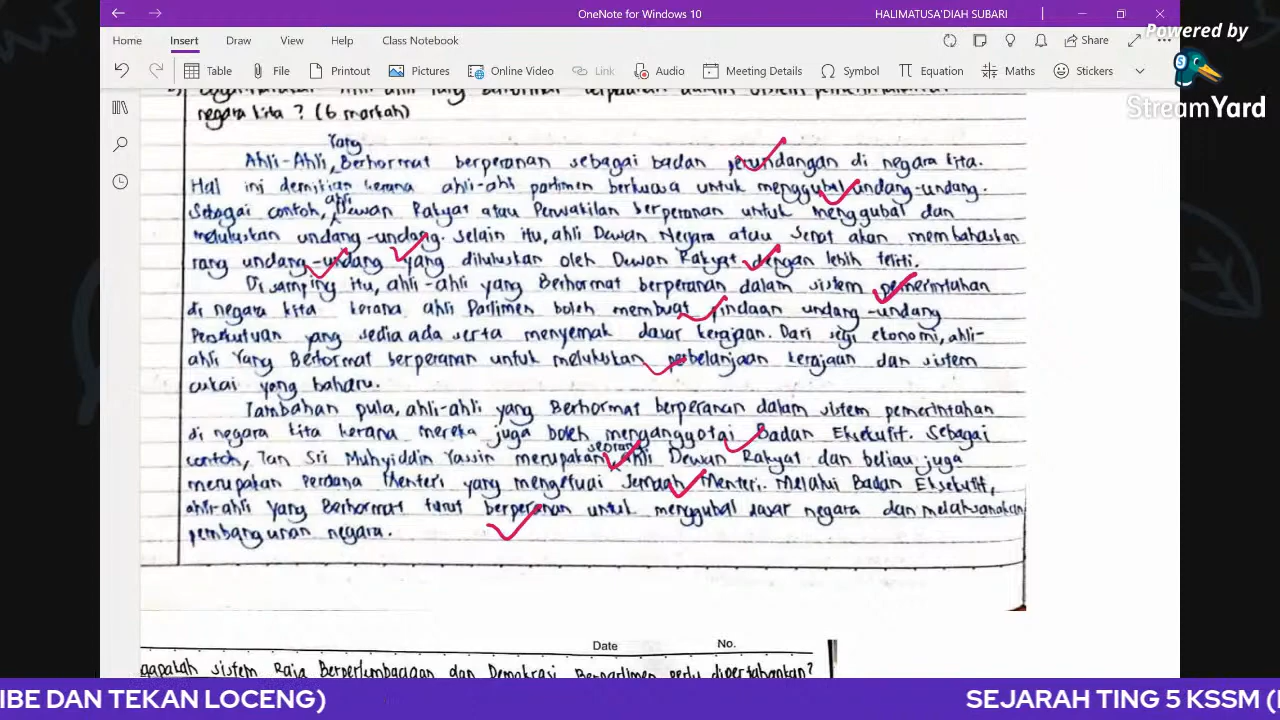 OneNote for Windows 10
HALIMATUSA'DIAH SUBARI
Powered by
StreamYard
Home Insert Draw View Help Class Notebook
Share
Table File Printout Pictures Online Video Link Audio Meeting Details Symbol Equation Maths Stickers
negara kita? (6 markah)
Yang
Ahli-Ahli, Berhormat berperanan sebagai badan perundangan di negara kita.
Hal ini demikian kerana ahli-ahli parlimen berkuasa untuk menggubal undang-undang.
ahli
Sebagai contoh, Dewan Rakyat atau Perwakilan berperanan untuk menggubal dan
meluluskan undang-undang. Selain itu, ahli Dewan Negara atau Senat akan membahaskan
rang undang-undang yang diluluskan oleh Dewan Rakyat dengan lebih teliti.
Di samping itu, ahli-ahli yang Berhormat berperanan dalam sistem pemerintahan
di negara kita kerana ahli Parlimen boleh membuat pindaan undang-undang
Persekutuan yang sedia ada serta menyemak dasar kerajaan. Dari segi ekonomi, ahli-
ahli Yang Berhormat berperanan untuk meluluskan perbelanjaan kerajaan dan sistem
cukai yang baharu.
Tambahan pula, ahli-ahli yang Berhormat berperanan dalam sistem pemerintahan
di negara kita kerana mereka juga boleh menganggotai Badan Eksekutif. Sebagai
seorang
contoh, Tan Sri Muhyiddin Yassin merupakan ahli Dewan Rakyat dan beliau juga
merupakan Perdana Menteri yang mengetuai Jemaah Menteri. Melalui Badan Eksekutif,
ahli-ahli yang Berhormat turut berperanan untuk menggubal dasar negara dan melaksanakan
pembangunan negara.
Date No.
sistem Raja Berperlembagaan dan Demokrasi Berparlimen perlu dipertahankan?
IBE DAN TEKAN LOCENG)
SEJARAH TING 5 KSSM (